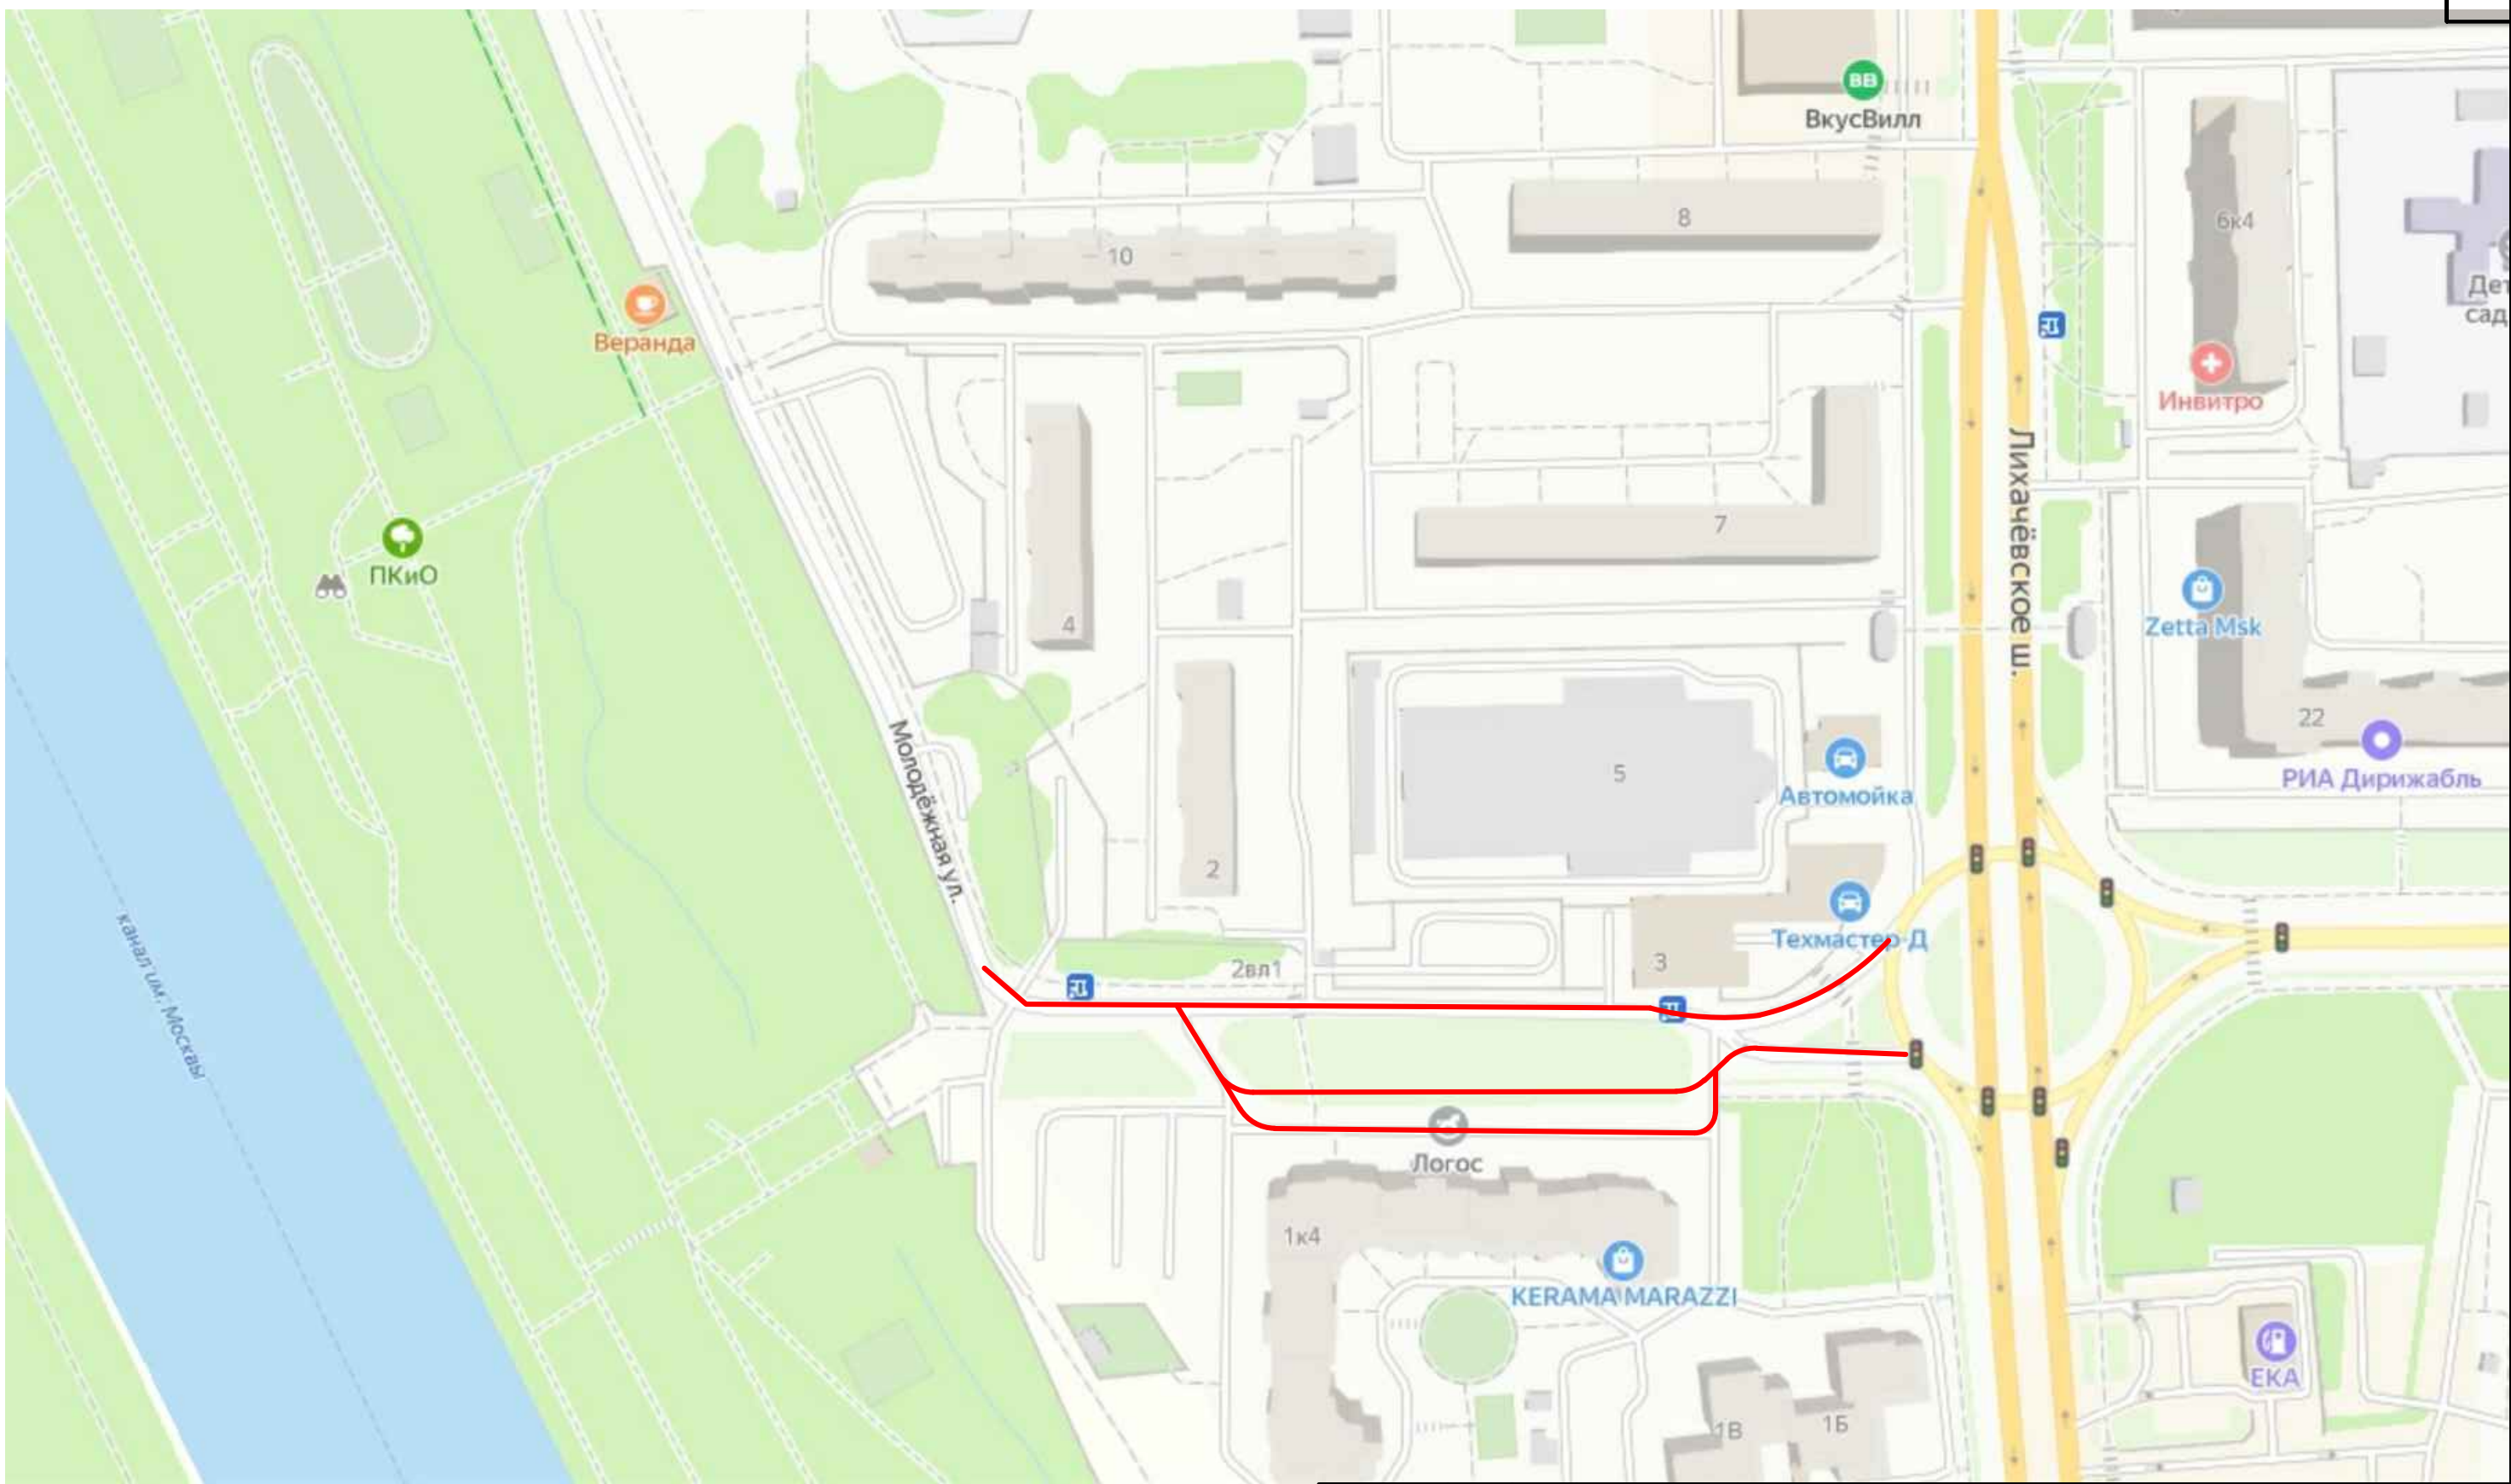 ВВ
ВкусВилл
8
10
6к4
Дет
сад
Веранда
Инвитро
7
Лихачёвское ш.
ПКиО
4
Zetta Msk
22
Молодёжная ул.
5
РИА Дирижабль
Автомойка
2
канал им. Москвы
Техмастер-Д
2вл1
3
Логос
1к4
KERAMA MARAZZI
ЕКА
1В
1Б